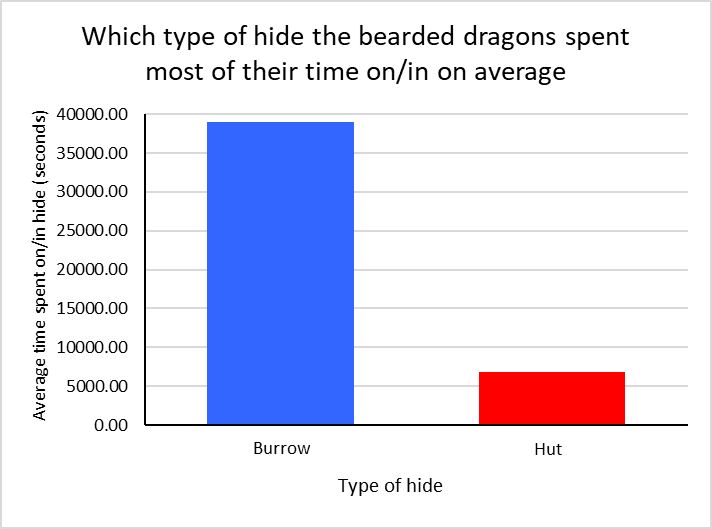 Which type of hide the bearded dragons spent
most of their time on/in on average
Average time spent on/in hide (seconds)
40000.00
35000.00
30000.00
25000.00
20000.00
15000.00
10000.00
5000.00
0.00
Burrow
Hut
Type of hide